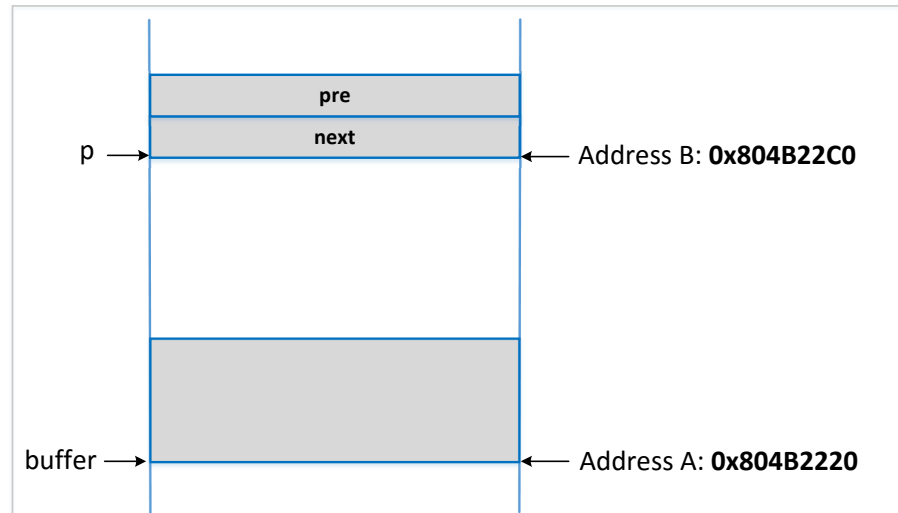 pre
next
p
Address B: 0x804B22C0
buffer
Address A: 0x804B2220